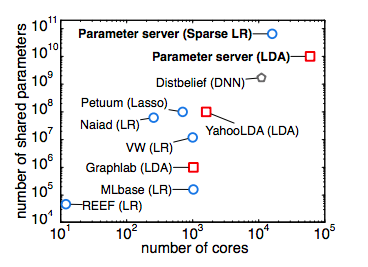 number of shared parameters
10^11
10^10
10^9
10^8
10^7
10^6
10^5
10^4
Parameter server (Sparse LR)
Parameter server (LDA)
Distbelief (DNN)
Petuum (Lasso)
Naiad (LR)
YahooLDA (LDA)
VW (LR)
Graphlab (LDA)
MLbase (LR)
REEF (LR)
10^1 10^2 10^3 10^4 10^5
number of cores